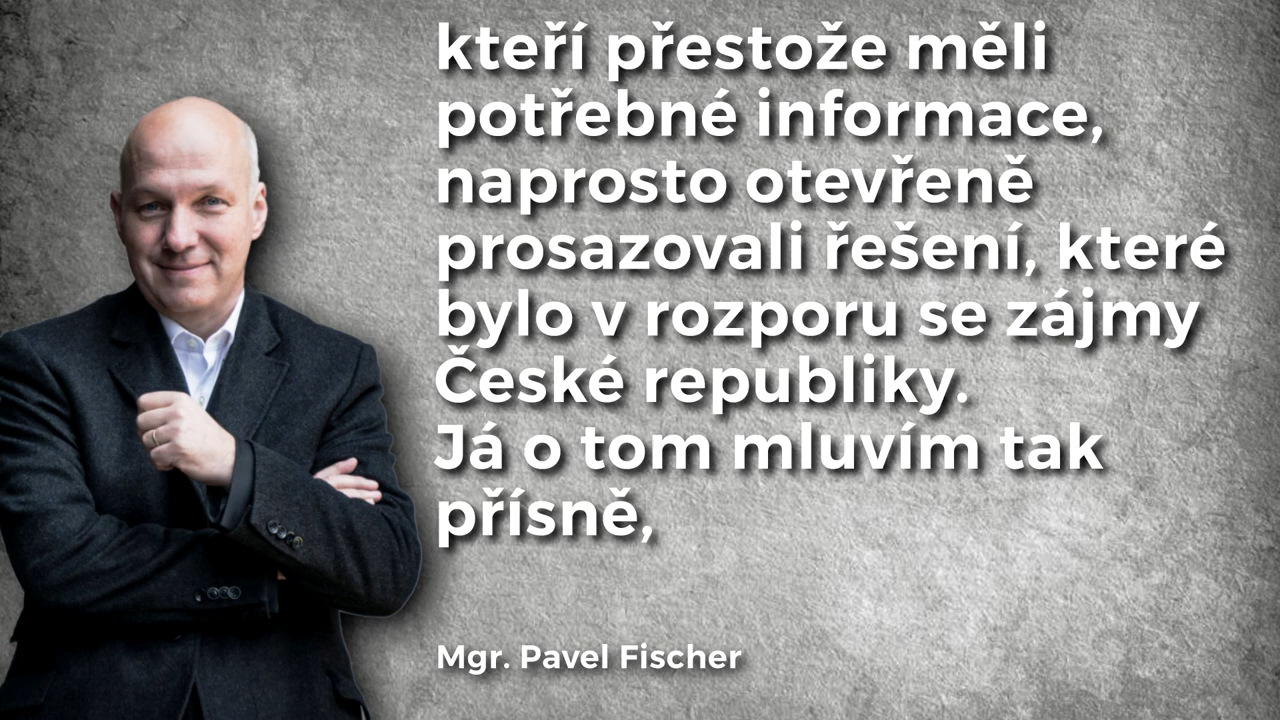 kteří přestože měli
potřebné informace,
naprosto otevřeně
prosazovali řešení, které
bylo v rozporu se zájmy
České republiky.
Já o tom mluvím tak
přísně,
Mgr. Pavel Fischer